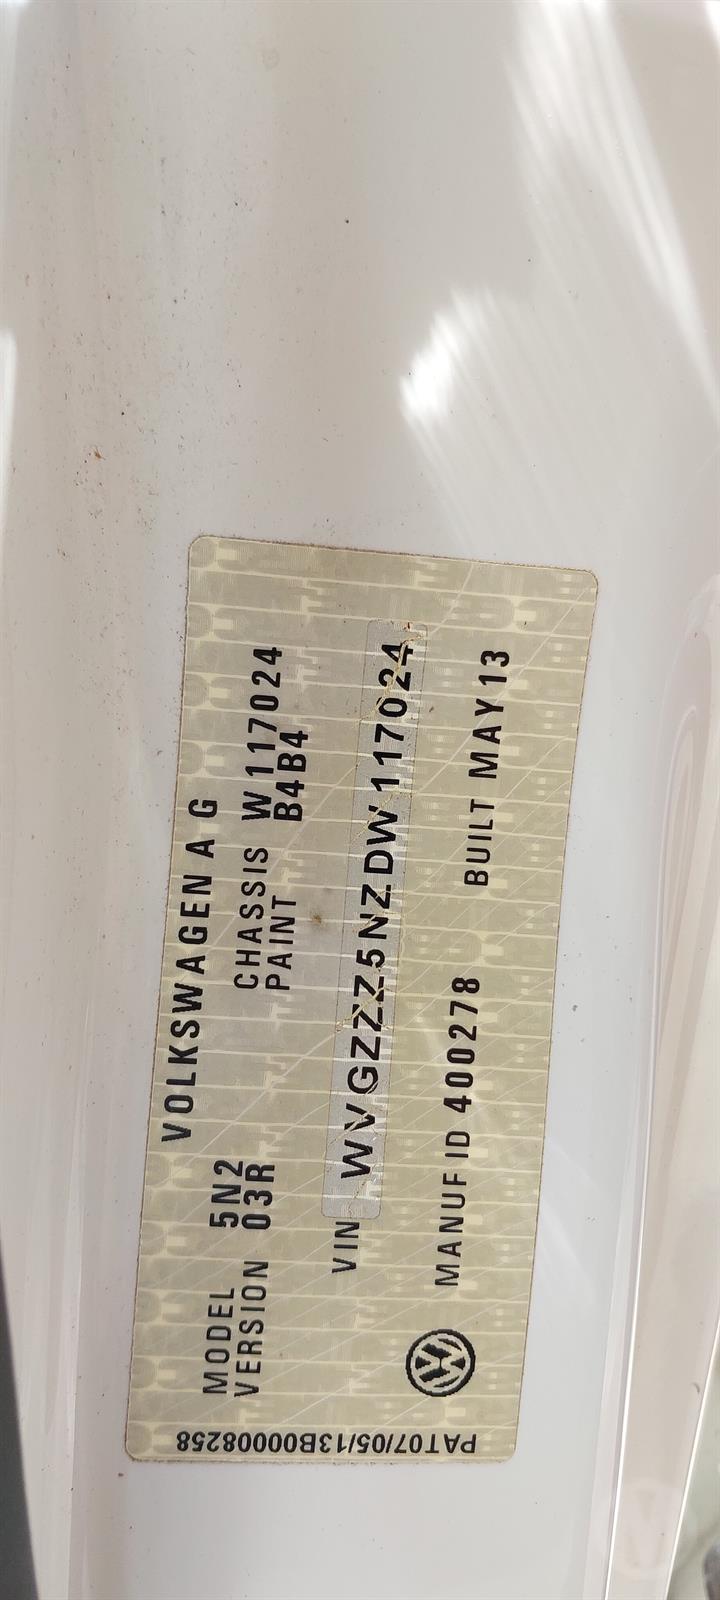 VOLKSWAGEN AG
MODEL 5N2 CHASSIS W117024
VERSION 03R PAINT B4B4
VIN WVGZZZ5NZDW117024
MANUF ID 400278 BUILT MAY13
PAT07/05/13B00008258